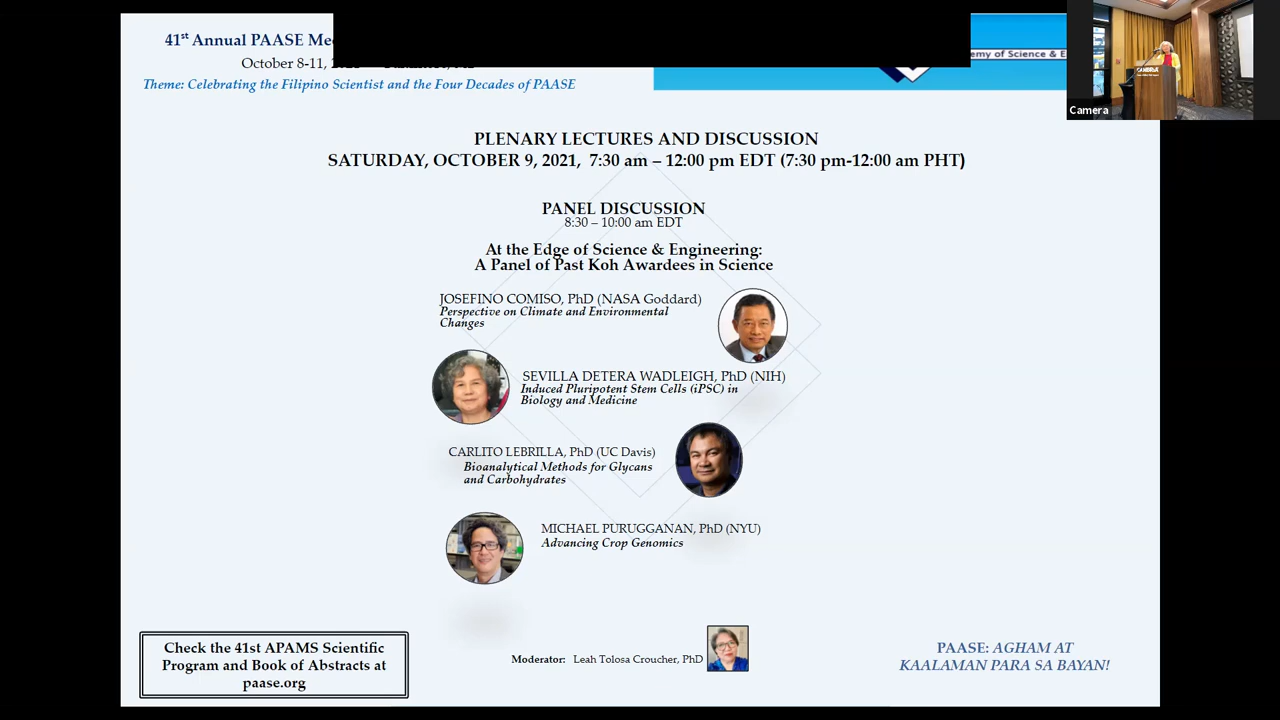 41st Annual PAASE Mee
October 8-11,
Theme: Celebrating the Filipino Scientist and the Four Decades of PAASE
emy of Science & E
Camera
PLENARY LECTURES AND DISCUSSION
SATURDAY, OCTOBER 9, 2021, 7:30 am – 12:00 pm EDT (7:30 pm-12:00 am PHT)
PANEL DISCUSSION
8:30 – 10:00 am EDT
At the Edge of Science & Engineering:
A Panel of Past Koh Awardees in Science
JOSEFINO COMISO, PhD (NASA Goddard)
Perspective on Climate and Environmental
Changes
SEVILLA DETERA WADLEIGH, PhD (NIH)
Induced Pluripotent Stem Cells (iPSC) in
Biology and Medicine
CARLITO LEBRILLA, PhD (UC Davis)
Bioanalytical Methods for Glycans
and Carbohydrates
MICHAEL PURUGGANAN, PhD (NYU)
Advancing Crop Genomics
Check the 41st APAMS Scientific
Program and Book of Abstracts at
paase.org
Moderator: Leah Tolosa Croucher, PhD
PAASE: AGHAM AT
KAALAMAN PARA SA BAYAN!